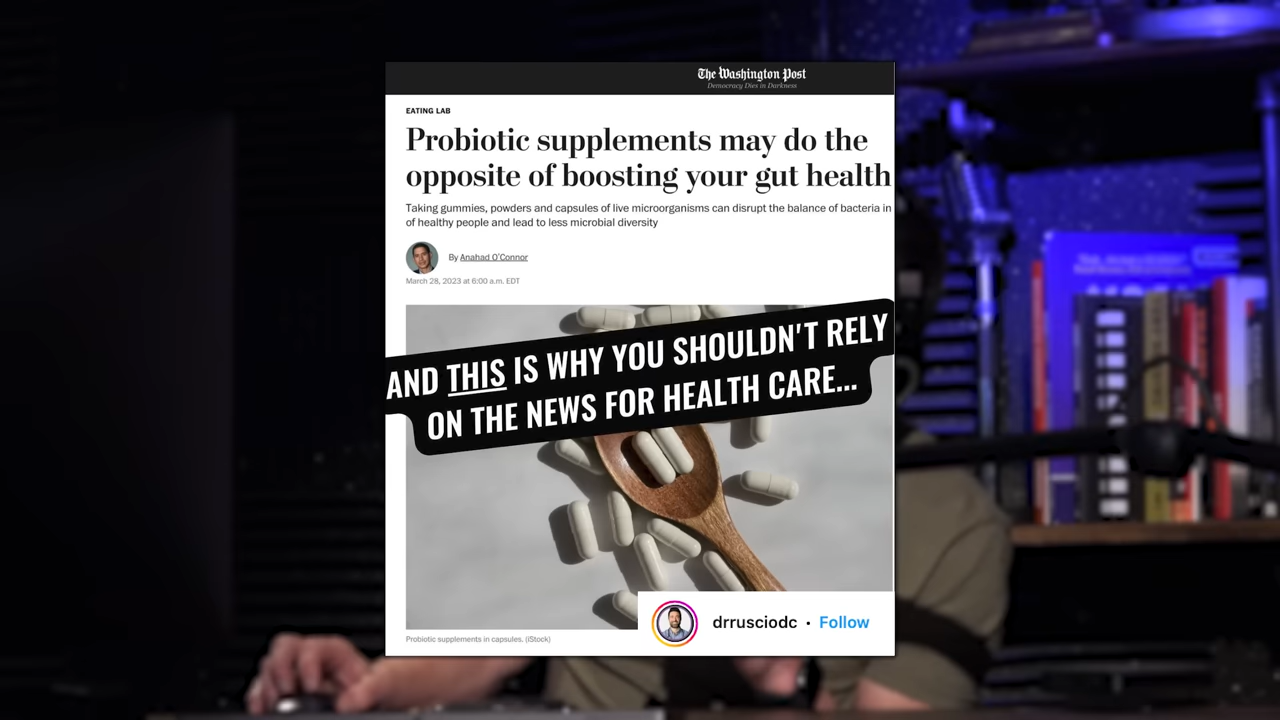 The Washington Post
Democracy Dies in Darkness
EATING LAB
Probiotic supplements may do the
opposite of boosting your gut health
Taking gummies, powders and capsules of live microorganisms can disrupt the balance of bacteria in
of healthy people and lead to less microbial diversity
By Anahad O'Connor
March 28, 2023 at 6:00 a.m. EDT
AND THIS IS WHY YOU SHOULDN'T RELY
ON THE NEWS FOR HEALTH CARE...
drrusciodc • Follow
Probiotic supplements in capsules. (iStock)